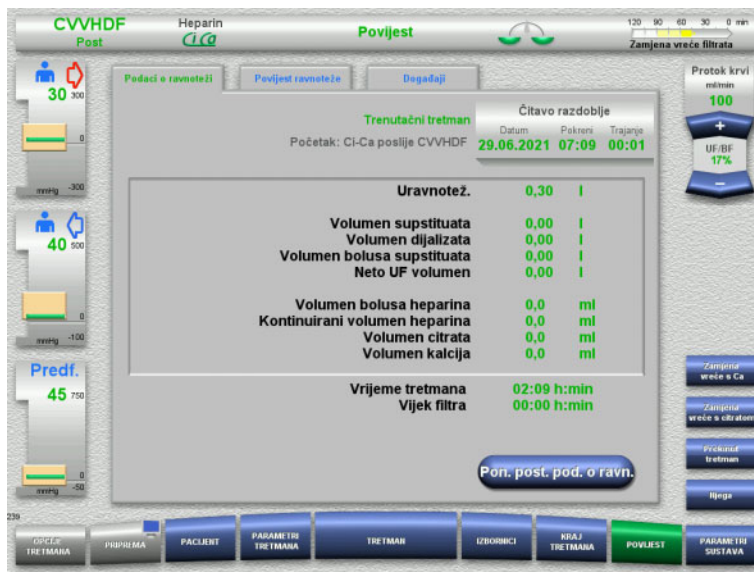 CVVHDF
Post
Heparin
Ci Ca
Povijest
120 90 60 30 0 min
Zamjena vreće filtrata
30 300
0
mmHg -300
40 500
0
mmHg -100
Predf.
45 750
0
mmHg -50
Podaci o ravnoteži
Povijest ravnoteže
Događaji
Trenutačni tretman
Početak: Ci-Ca poslije CVVHDF
Čitavo razdoblje
Datum Pokreni Trajanje
29.06.2021 07:09 00:01
Uravnotež. 0,30 l
Volumen supstituata 0,00 l
Volumen dijalizata 0,00 l
Volumen bolusa supstituata 0,00 l
Neto UF volumen 0,00 l
Volumen bolusa heparina 0,0 ml
Kontinuirani volumen heparina 0,0 ml
Volumen citrata 0,0 ml
Volumen kalcija 0,0 ml
Vrijeme tretmana 02:09 h:min
Vijek filtra 00:00 h:min
Pon. post. pod. o ravn.
Protok krvi
ml/min
100
+
UF/BF
17%
−
Zamjena
vreće s Ca
Zamjena
vreće s citratom
Prekinuť
tretman
Njega
239
OPCIJE
TRETMANA
PRIPREMA
PACIJENT
PARAMETRI
TRETMANA
TRETMAN
IZBORNICI
KRAJ
TRETMANA
POVIJEST
PARAMETRI
SUSTAVA